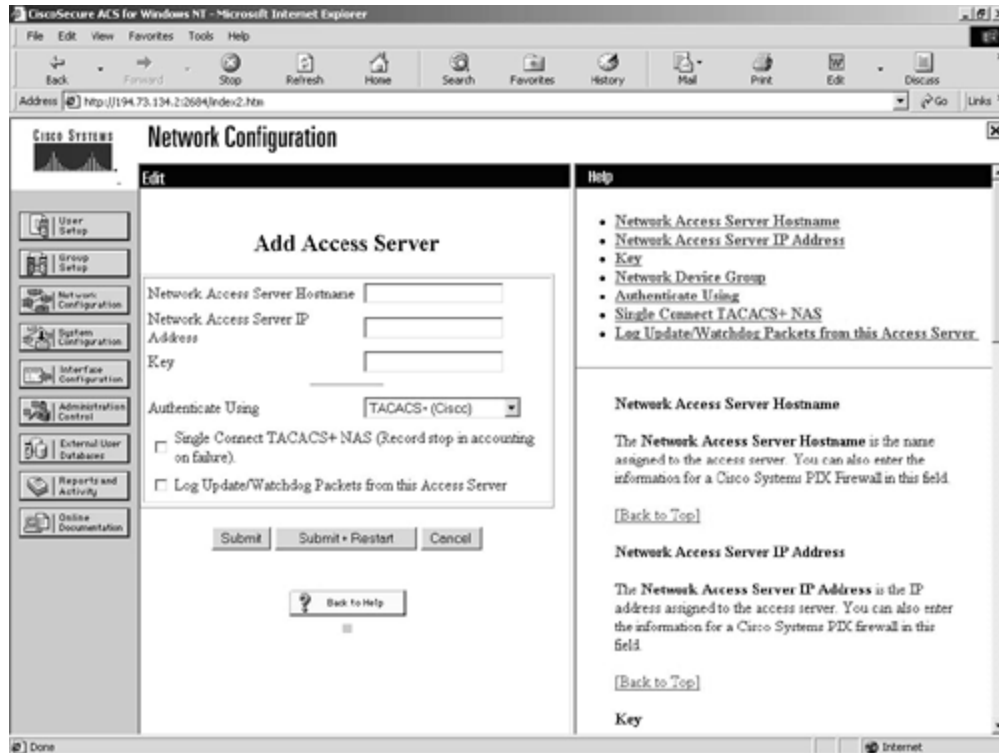 CiscoSecure ACS for Windows NT - Microsoft Internet Explorer
File Edit View Favorites Tools Help
Back Forward Stop Refresh Home Search Favorites History Mail Print Edit Discuss
Address http://194.73.134.2:2684/index2.htm Go Links
CISCO SYSTEMS
Network Configuration
Edit
Help
User Setup
Group Setup
Network Configuration
System Configuration
Interface Configuration
Administration Control
External User Databases
Reports and Activity
Online Documentation
Add Access Server
Network Access Server Hostname
Network Access Server IP
Address
Key
Authenticate Using TACACS+ (Cisco)
Single Connect TACACS+ NAS (Record stop in accounting
on failure).
Log Update/Watchdog Packets from this Access Server
Submit Submit + Restart Cancel
? Back to Help
Network Access Server Hostname
Network Access Server IP Address
Key
Network Device Group
Authenticate Using
Single Connect TACACS+ NAS
Log Update/Watchdog Packets from this Access Server
Network Access Server Hostname
The Network Access Server Hostname is the name
assigned to the access server. You can also enter the
information for a Cisco Systems PIX Firewall in this field.
[Back to Top]
Network Access Server IP Address
The Network Access Server IP Address is the IP
address assigned to the access server. You can also enter
the information for a Cisco Systems PIX firewall in this
field.
[Back to Top]
Key
Done
Internet